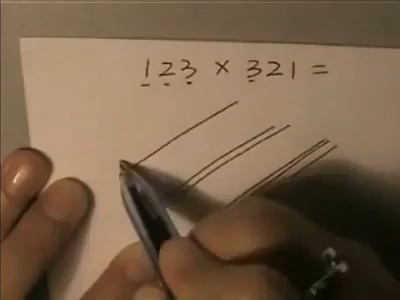 123 × 321 =